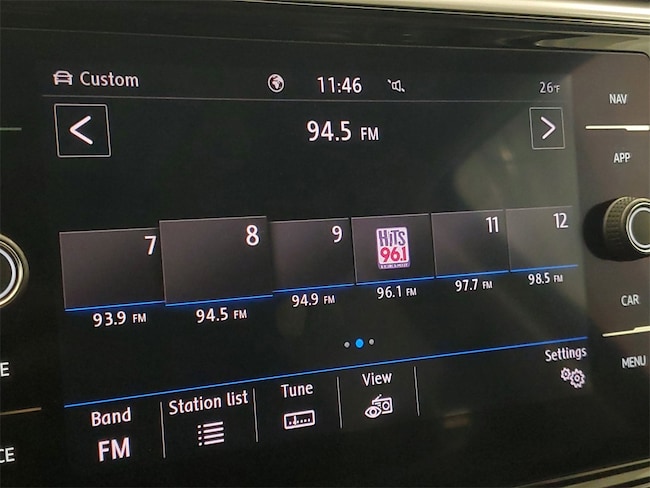 Custom 11:46 26°F
NAV
94.5 FM
APP
7 8 9 HiTS 96.1 11 12
93.9 FM 94.5 FM 94.9 FM 96.1 FM 97.7 FM 98.5 FM
CAR
Settings
MENU
Band Station list Tune View
FM
E
CE